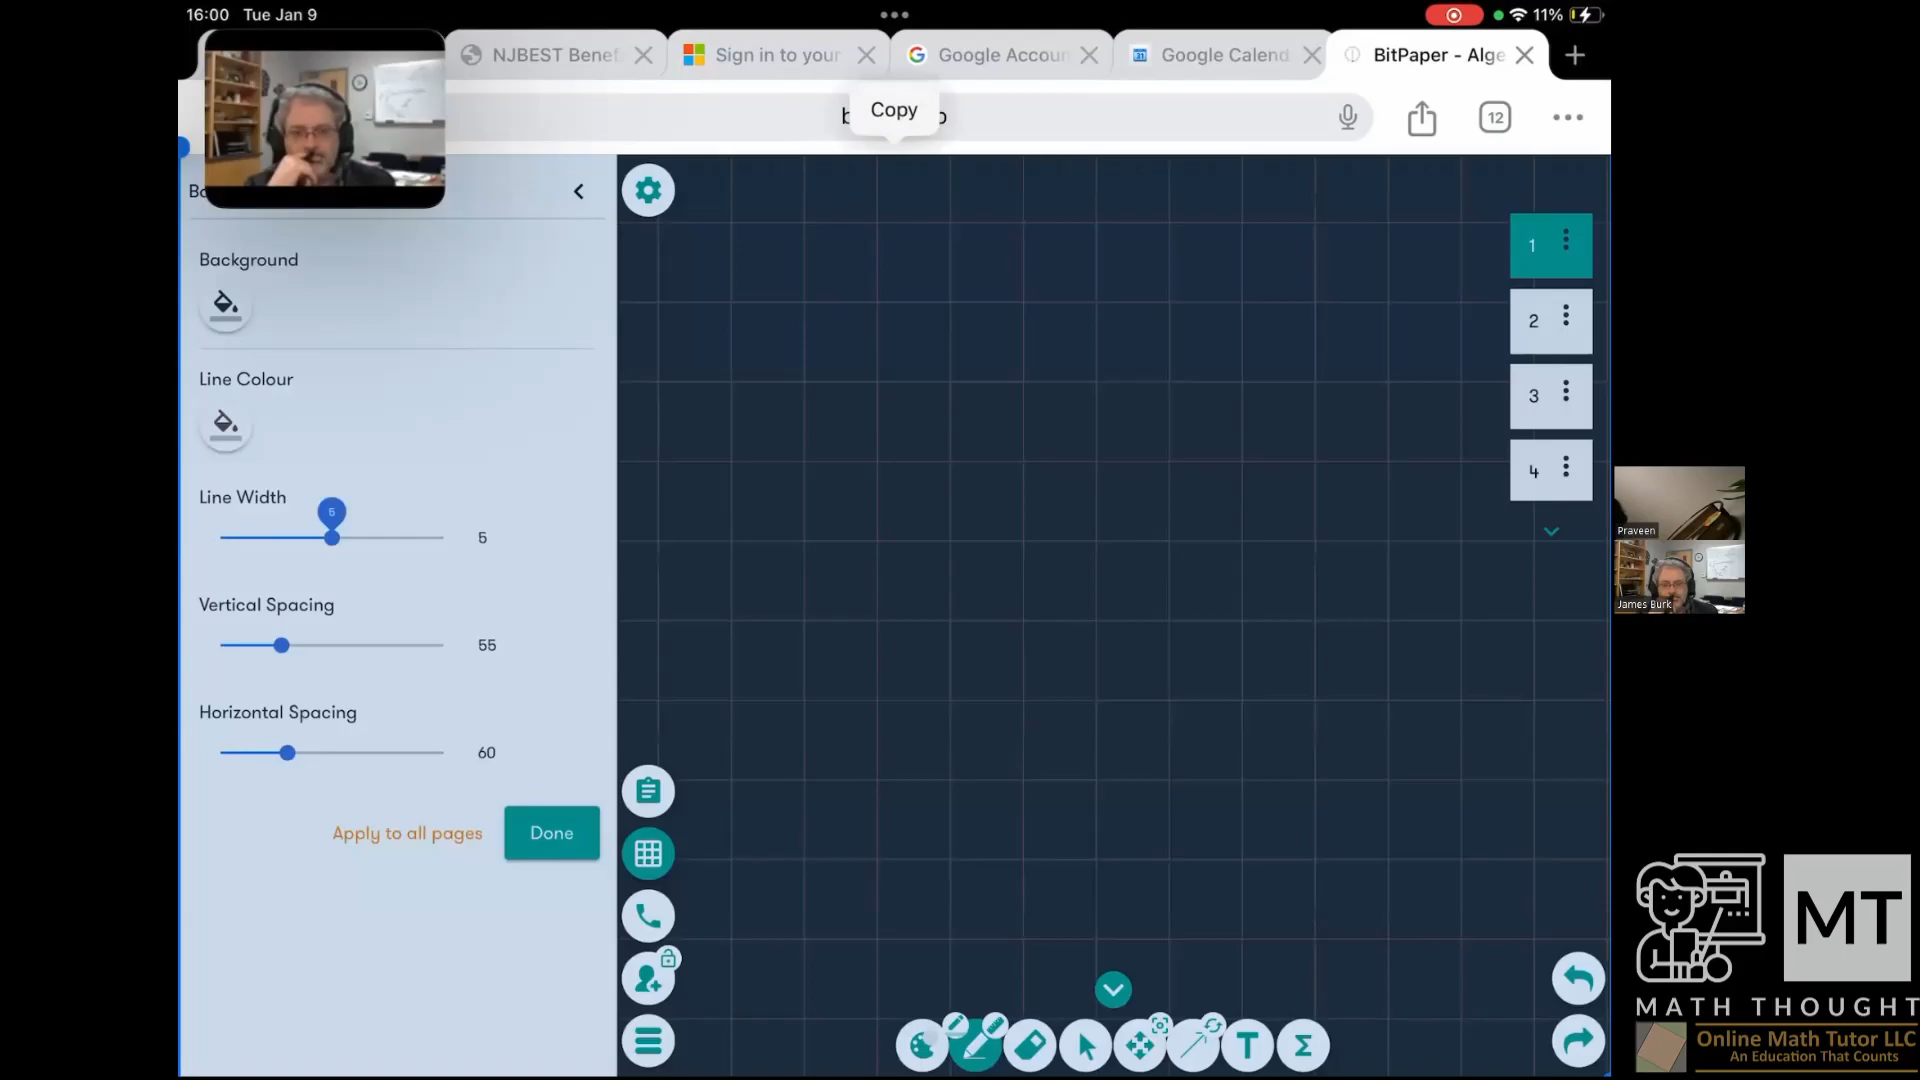 16:00 Tue Jan 9
11%
NJBEST Benef
Sign in to your
Google Accoun
Google Calend
BitPaper - Alge
Copy
12
Background
Line Colour
Line Width
5
5
Vertical Spacing
55
Horizontal Spacing
60
Apply to all pages
Done
1
2
3
4
T
Σ
Praveen
James Burk
MT
MATH THOUGHT
Online Math Tutor LLC
An Education That Counts